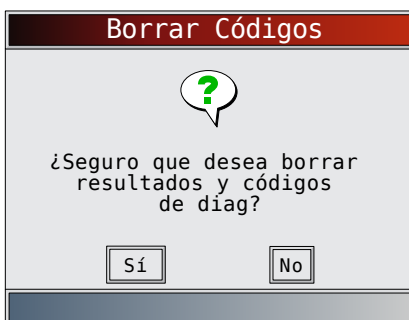 Borrar Códigos
?
¿Seguro que desea borrar
resultados y códigos
de diag?
Sí No